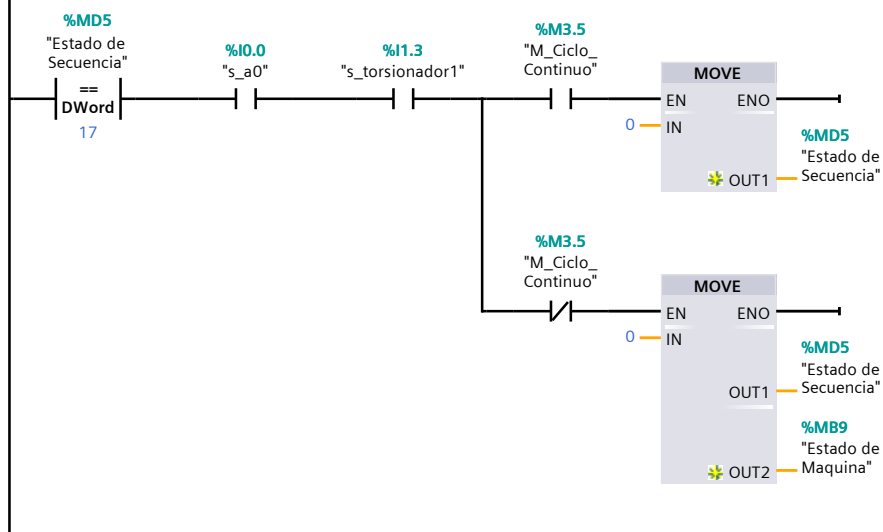 %MD5
"Estado de
Secuencia"
==
DWord
17
%I0.0
"s_a0"
%I1.3
"s_torsionador1"
%M3.5
"M_Ciclo_
Continuo"
MOVE
EN ENO
0 IN
OUT1
%MD5
"Estado de
Secuencia"
%M3.5
"M_Ciclo_
Continuo"
MOVE
EN ENO
0 IN
OUT1
%MD5
"Estado de
Secuencia"
OUT2
%MB9
"Estado de
Maquina"